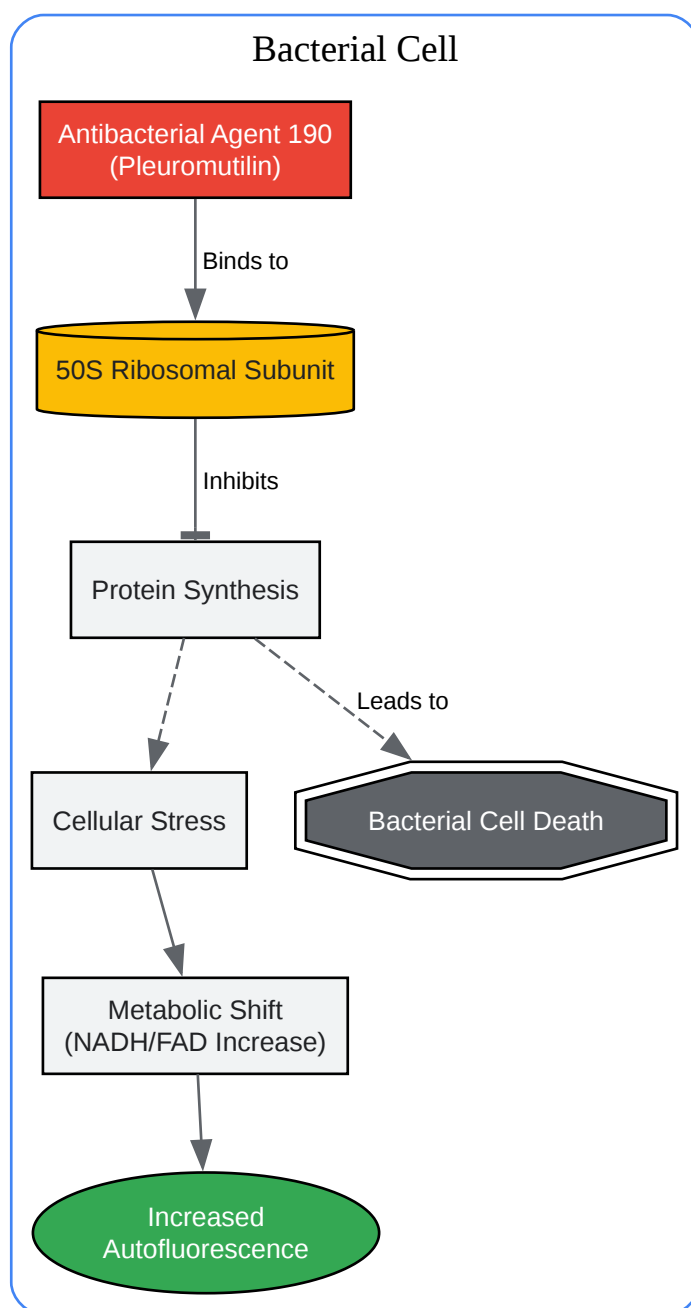 Bacterial Cell
Antibacterial Agent 190
(Pleuromutilin)
Binds to
50S Ribosomal Subunit
Inhibits
Protein Synthesis
Leads to
Cellular Stress
Bacterial Cell Death
Metabolic Shift
(NADH/FAD Increase)
Increased
Autofluorescence